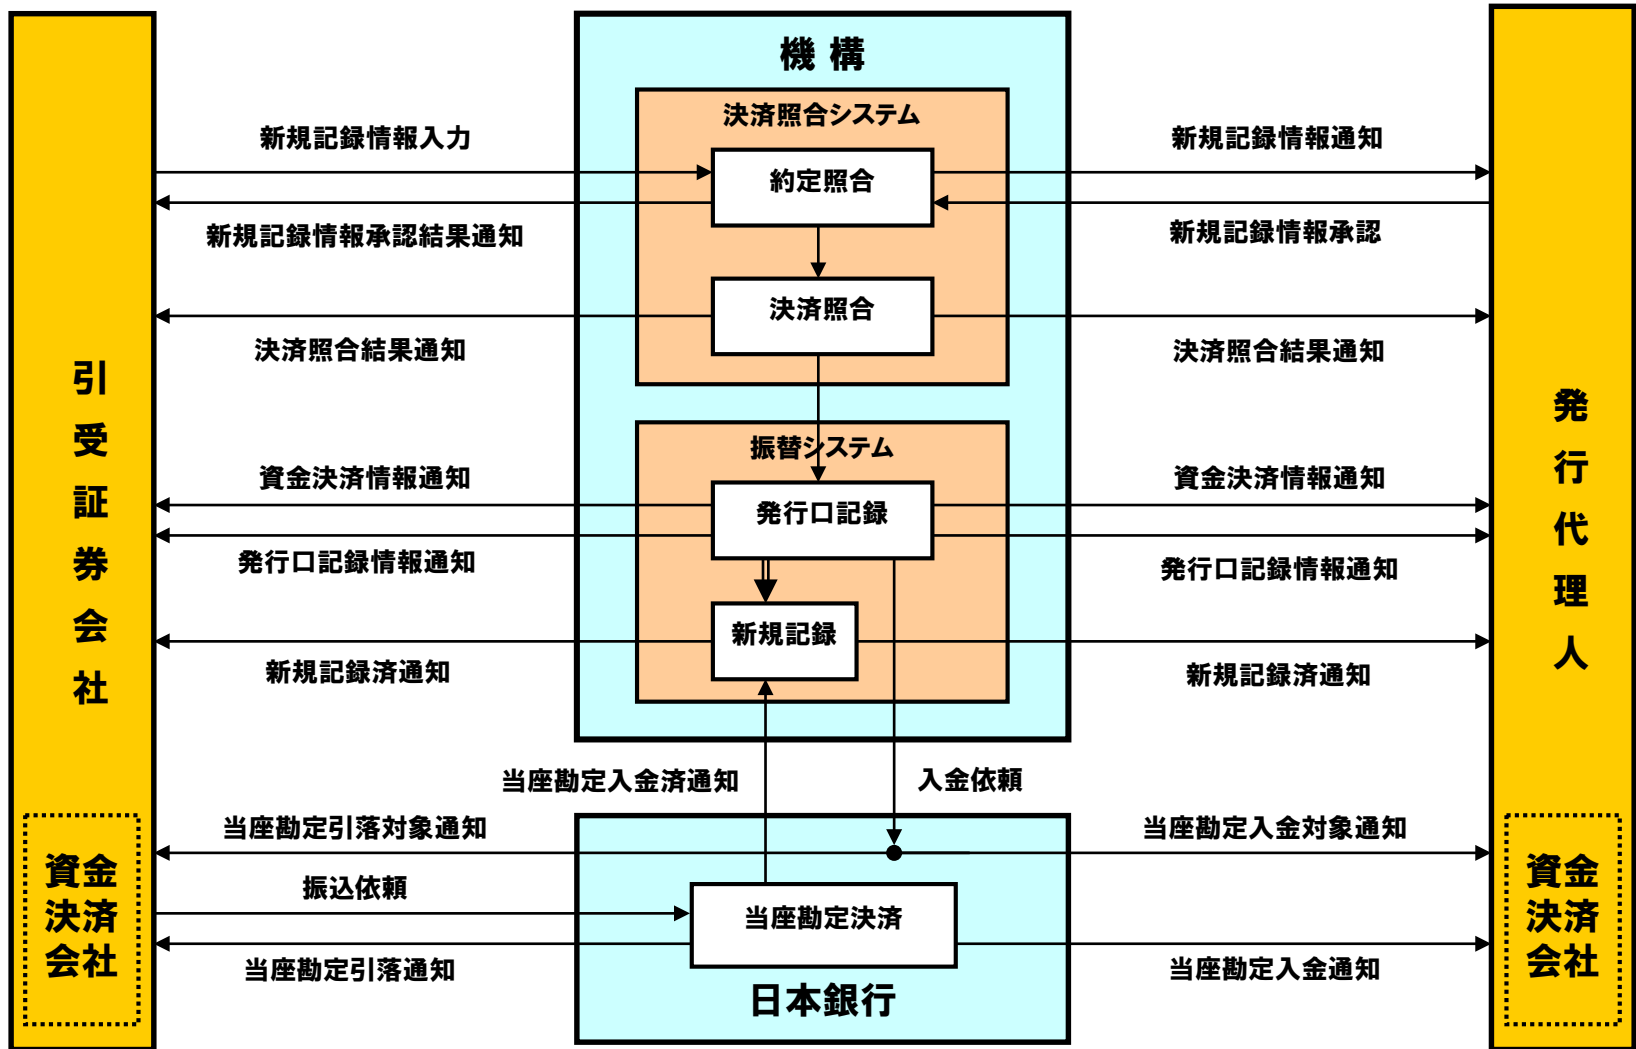 機構
決済照合システム
新規記録情報入力
新規記録情報通知
約定照合
新規記録情報承認結果通知
新規記録情報承認
決済照合
決済照合結果通知
決済照合結果通知
引受証券会社
発行代理人
振替システム
資金決済情報通知
資金決済情報通知
発行口記録
発行口記録情報通知
発行口記録情報通知
新規記録
新規記録済通知
新規記録済通知
当座勘定入金済通知
入金依頼
当座勘定引落対象通知
当座勘定入金対象通知
資金
決済
会社
振込依頼
当座勘定決済
資金
決済
会社
当座勘定引落通知
当座勘定入金通知
日本銀行